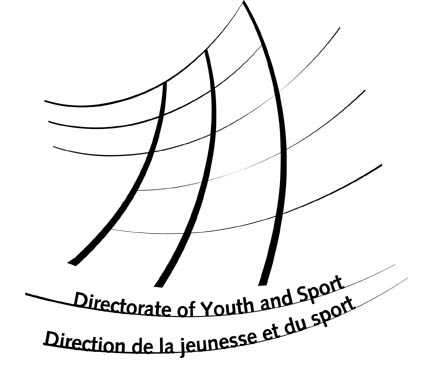 Directorate of Youth and Sport
Direction de la jeunesse et du sport